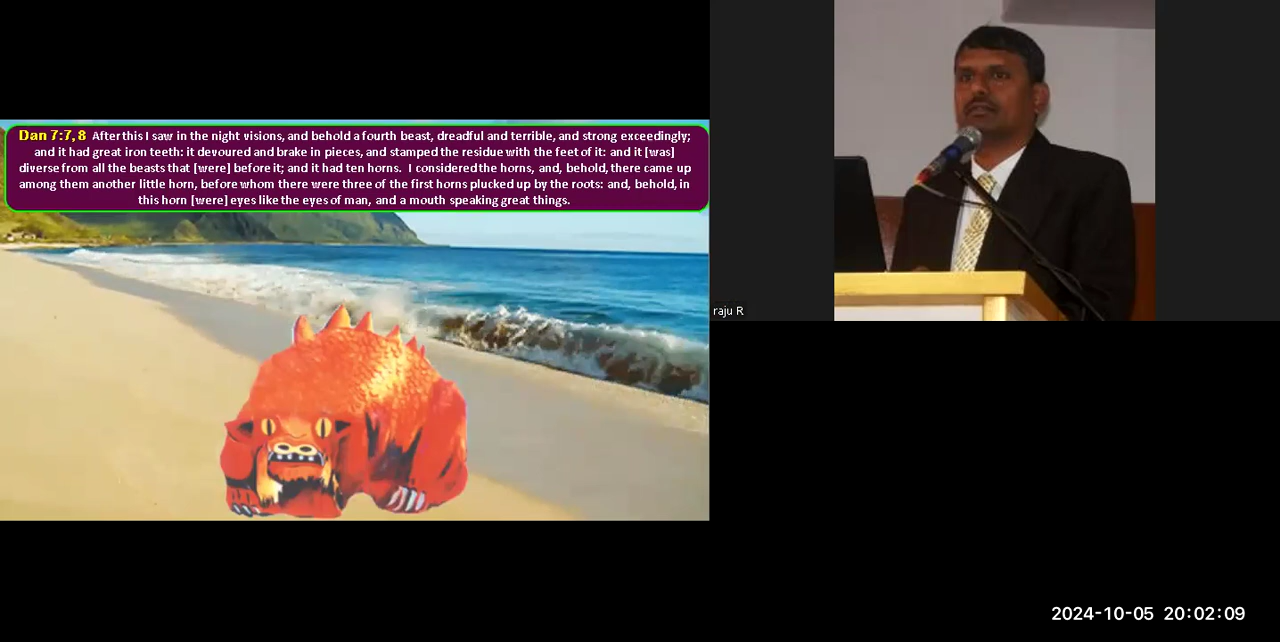 Dan 7:7,8 After this I saw in the night visions, and behold a fourth beast, dreadful and terrible, and strong exceedingly;
and it had great iron teeth: it devoured and brake in pieces, and stamped the residue with the feet of it: and it [was]
diverse from all the beasts that [were] before it; and it had ten horns. I considered the horns, and, behold, there came up
among them another little horn, before whom there were three of the first horns plucked up by the roots: and, behold, in
this horn [were] eyes like the eyes of man, and a mouth speaking great things.
raju R
2024-10-05 20:02:09